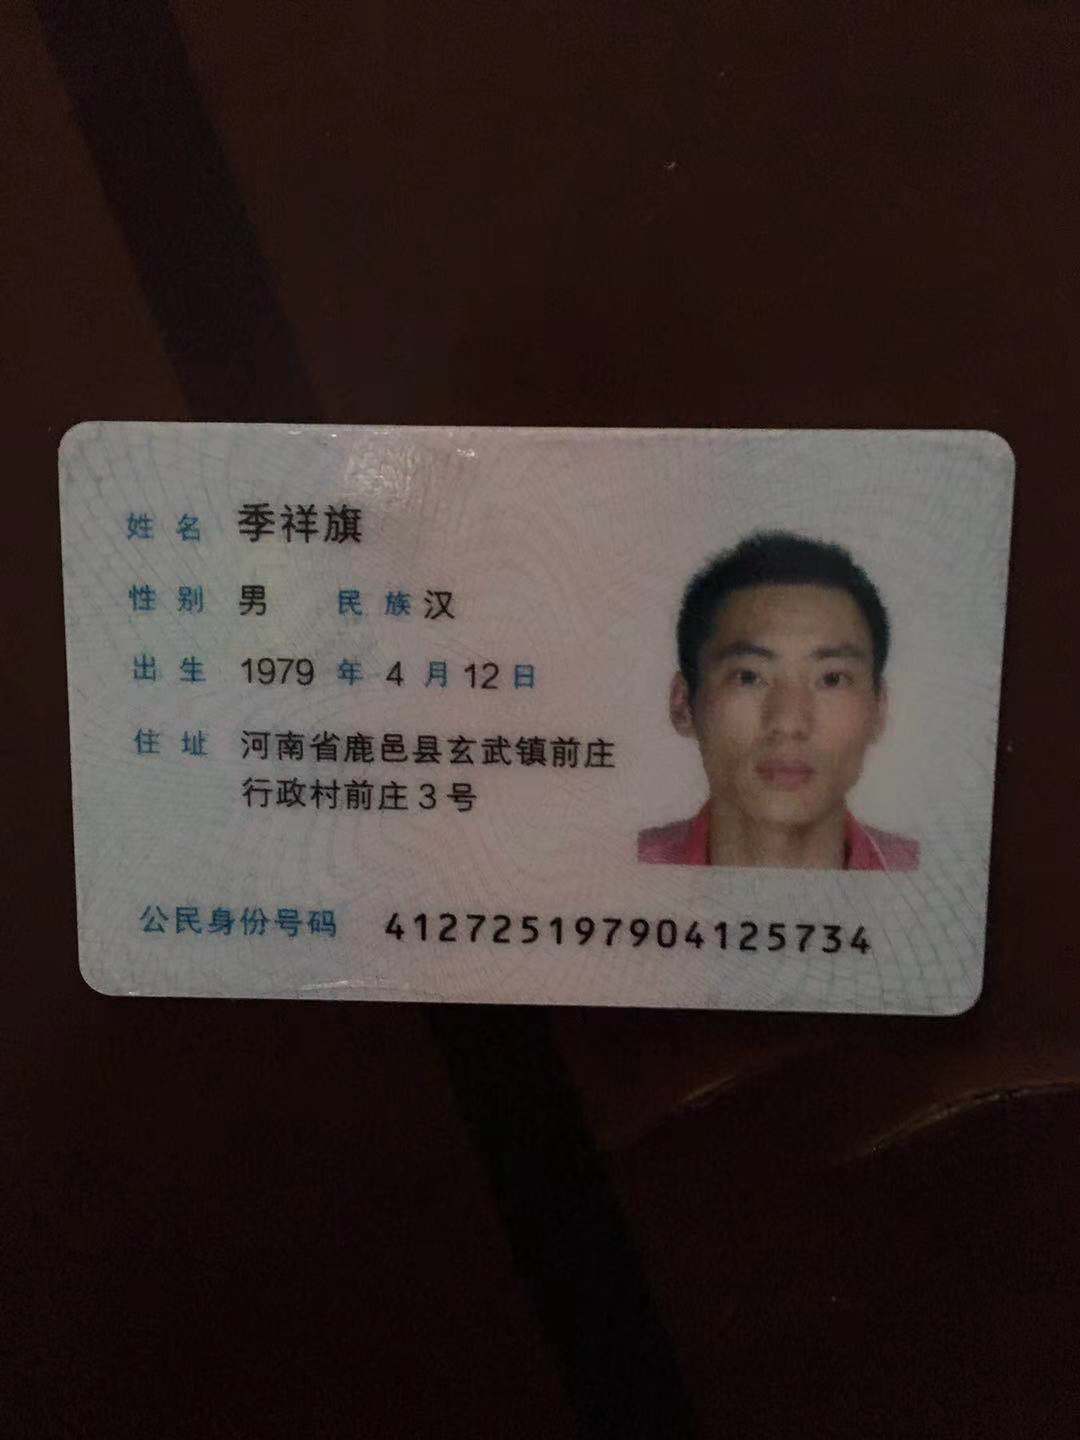 姓名 季祥旗
性别 男 民族 汉
出生 1979 年 4 月 12 日
住址 河南省鹿邑县玄武镇前庄
行政村前庄3号
公民身份号码 412725197904125734